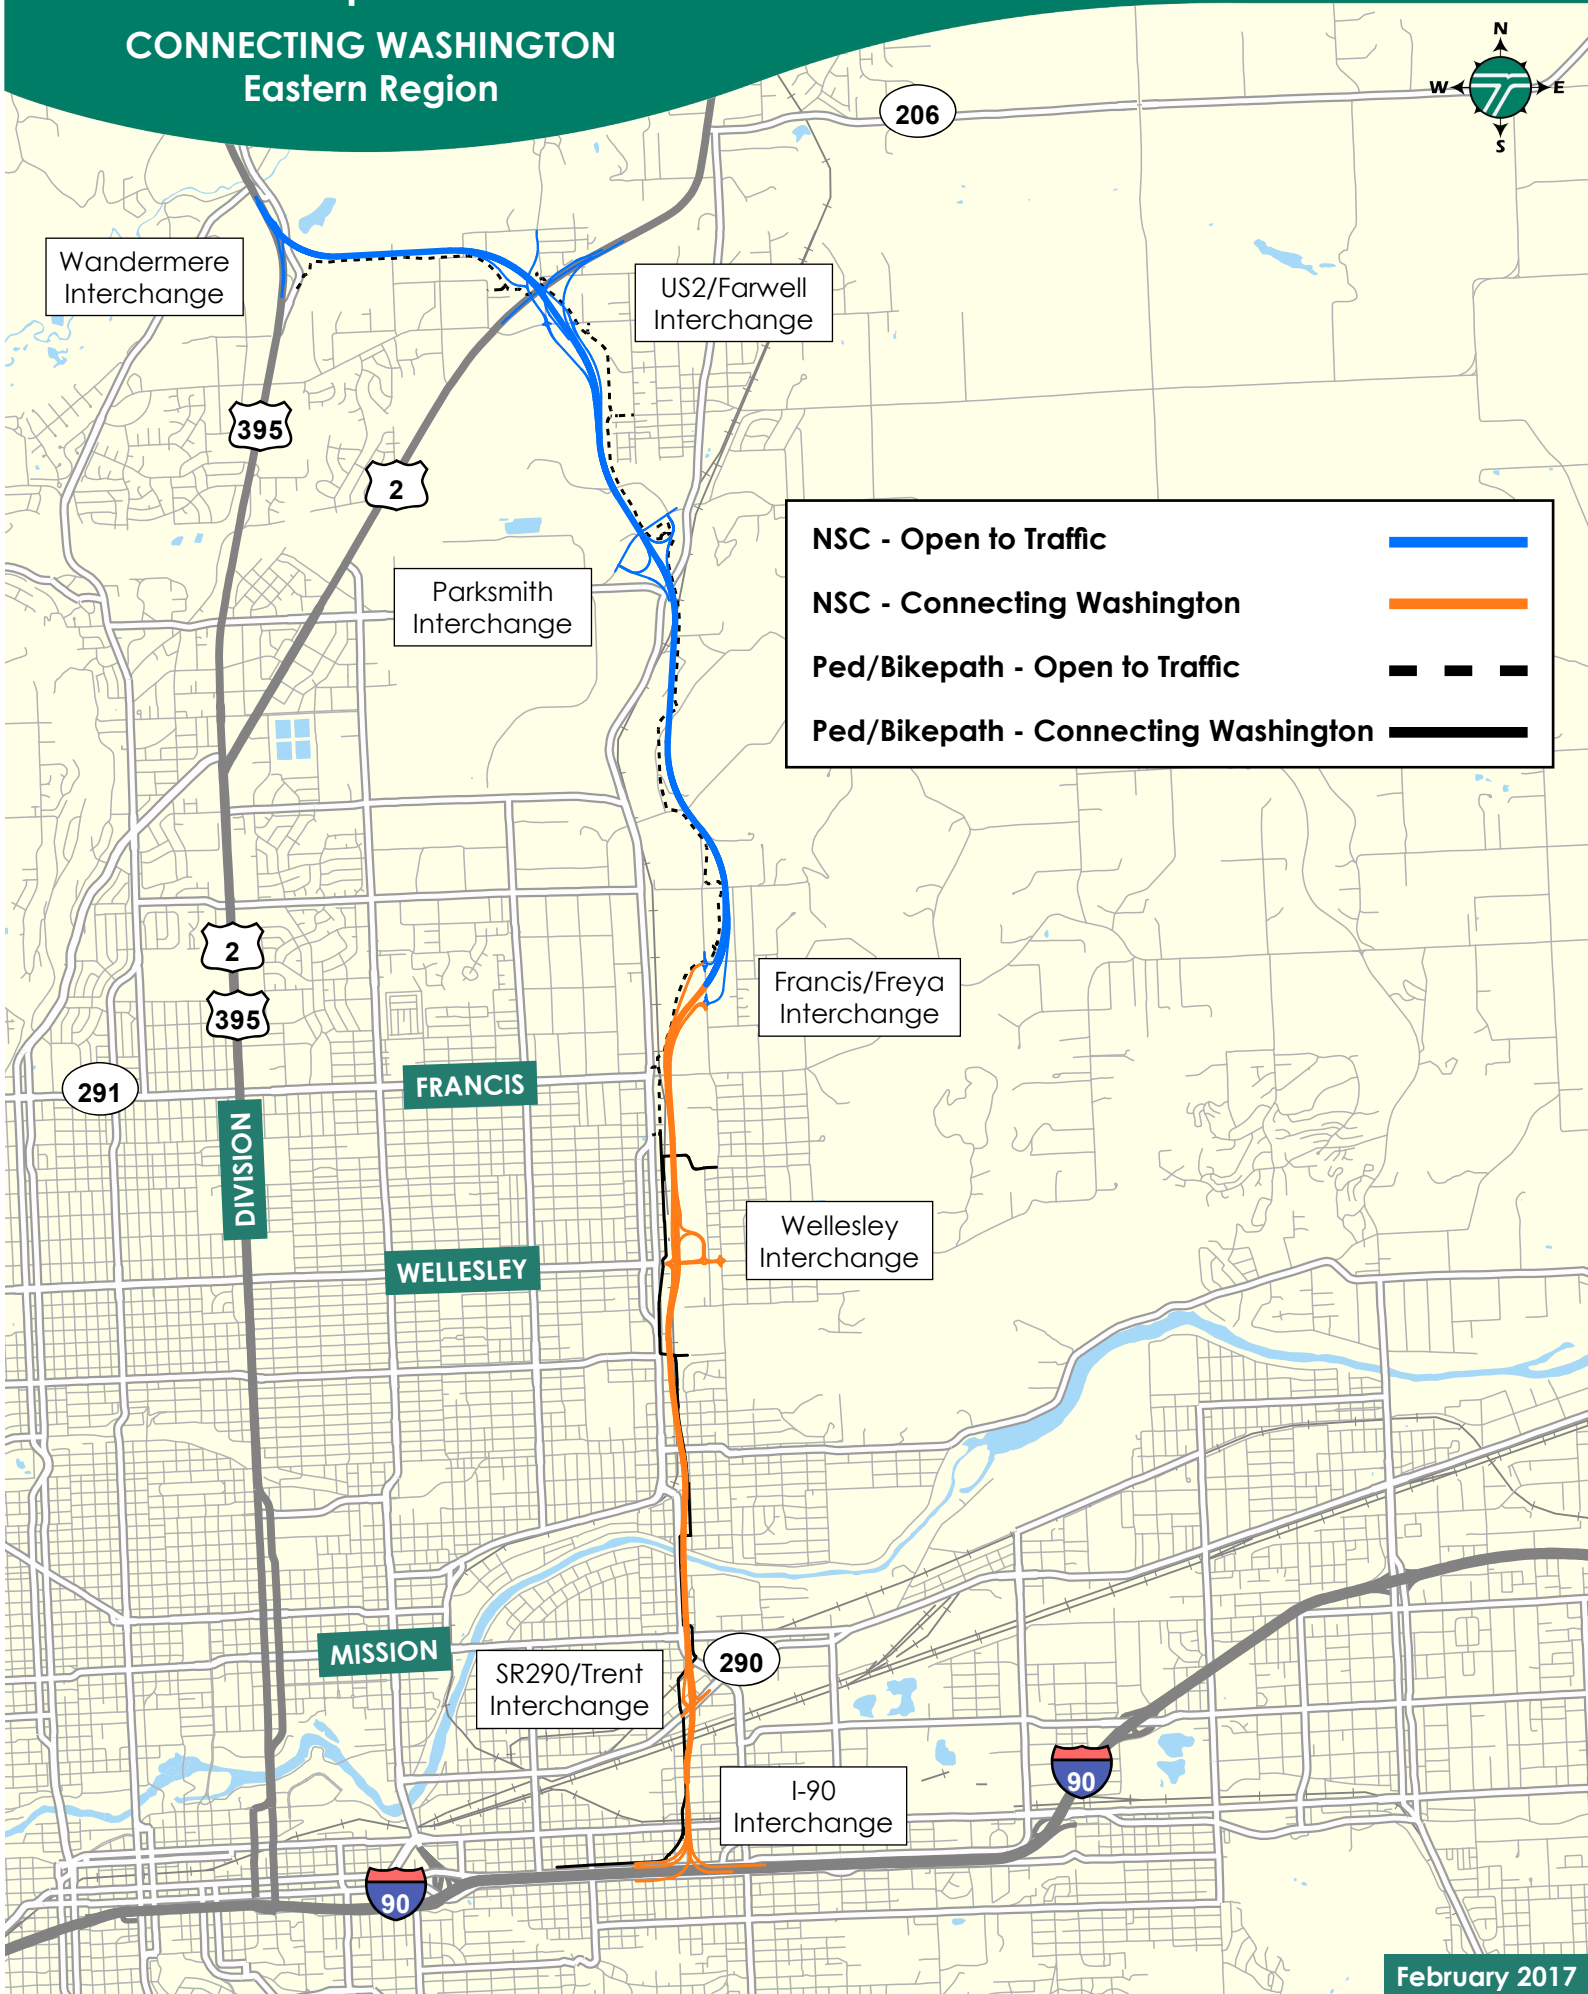 CONNECTING WASHINGTON
Eastern Region
N
W
E
S
206
Wandermere
Interchange
US2/Farwell
Interchange
395
2
Parksmith
Interchange
NSC - Open to Traffic
NSC - Connecting Washington
Ped/Bikepath - Open to Traffic
Ped/Bikepath - Connecting Washington
2
395
Francis/Freya
Interchange
291
FRANCIS
DIVISION
Wellesley
Interchange
WELLESLEY
MISSION
SR290/Trent
Interchange
290
I-90
Interchange
90
90
February 2017